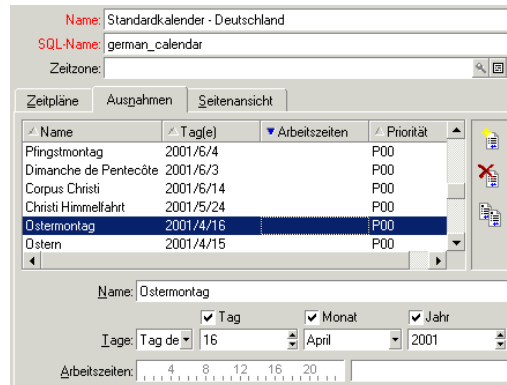 Name: Standardkalender - Deutschland
SQL-Name: german_calendar
Zeitzone:
Zeitpläne Ausnahmen Seitenansicht
Name Tag(e) Arbeitszeiten Priorität
Pfingstmontag 2001/6/4 P00
Dimanche de Pentecôte 2001/6/3 P00
Corpus Christi 2001/6/14 P00
Christi Himmelfahrt 2001/5/24 P00
Ostermontag 2001/4/16 P00
Ostern 2001/4/15 P00
Name: Ostermontag
Tag Monat Jahr
Tage: Tag de 16 April 2001
Arbeitszeiten: 4 8 12 16 20